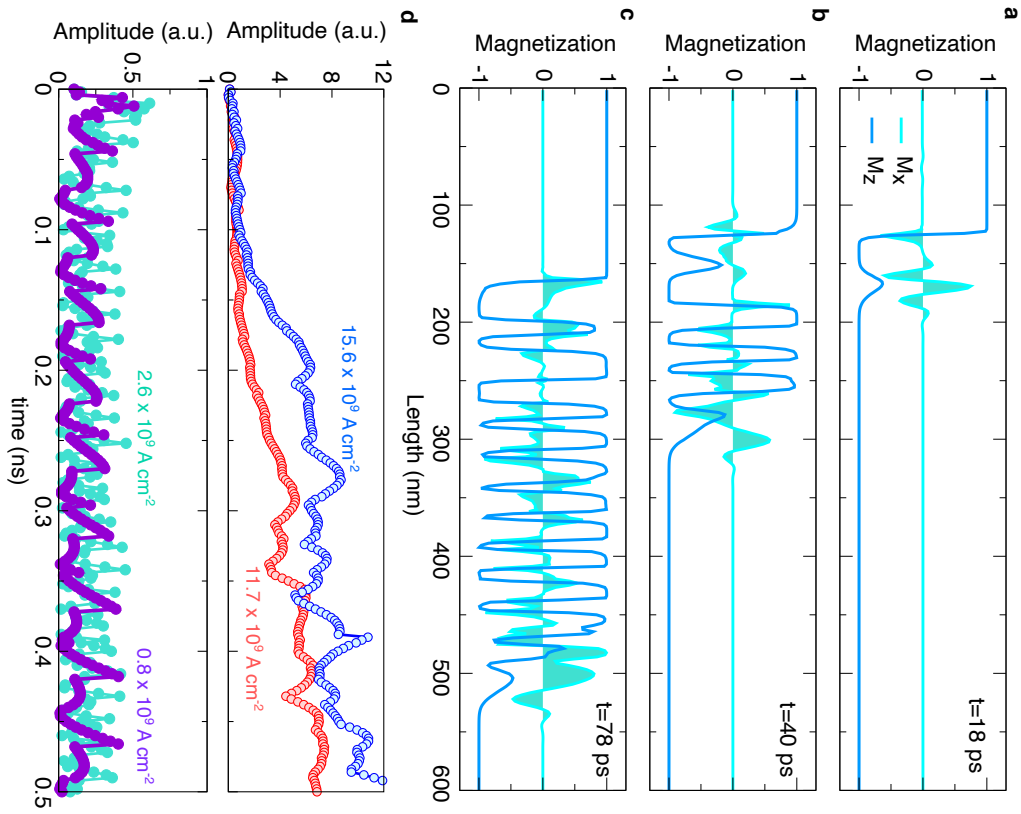 a
Magnetization
1
0
-1
Mx
Mz
t=18 ps
b
Magnetization
1
0
-1
t=40 ps
c
Magnetization
1
0
-1
t=78 ps
0 100 200 300 400 500 600
Length (nm)
d
Amplitude (a.u.)
12
8
4
0
15.6 x 10⁹ A cm⁻²
11.7 x 10⁹ A cm⁻²
Amplitude (a.u.)
1
0.5
0
2.6 x 10⁹ A cm⁻²
0.8 x 10⁹ A cm⁻²
0 0.1 0.2 0.3 0.4 0.5
time (ns)